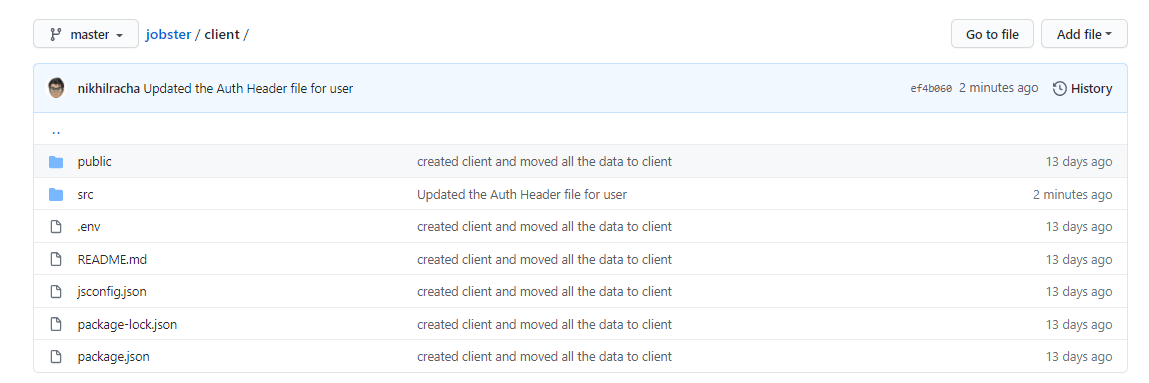 master jobster / client / Go to file Add file
nikhilracha Updated the Auth Header file for user ef4b060 2 minutes ago History
..
public created client and moved all the data to client 13 days ago
src Updated the Auth Header file for user 2 minutes ago
.env created client and moved all the data to client 13 days ago
README.md created client and moved all the data to client 13 days ago
jsconfig.json created client and moved all the data to client 13 days ago
package-lock.json created client and moved all the data to client 13 days ago
package.json created client and moved all the data to client 13 days ago